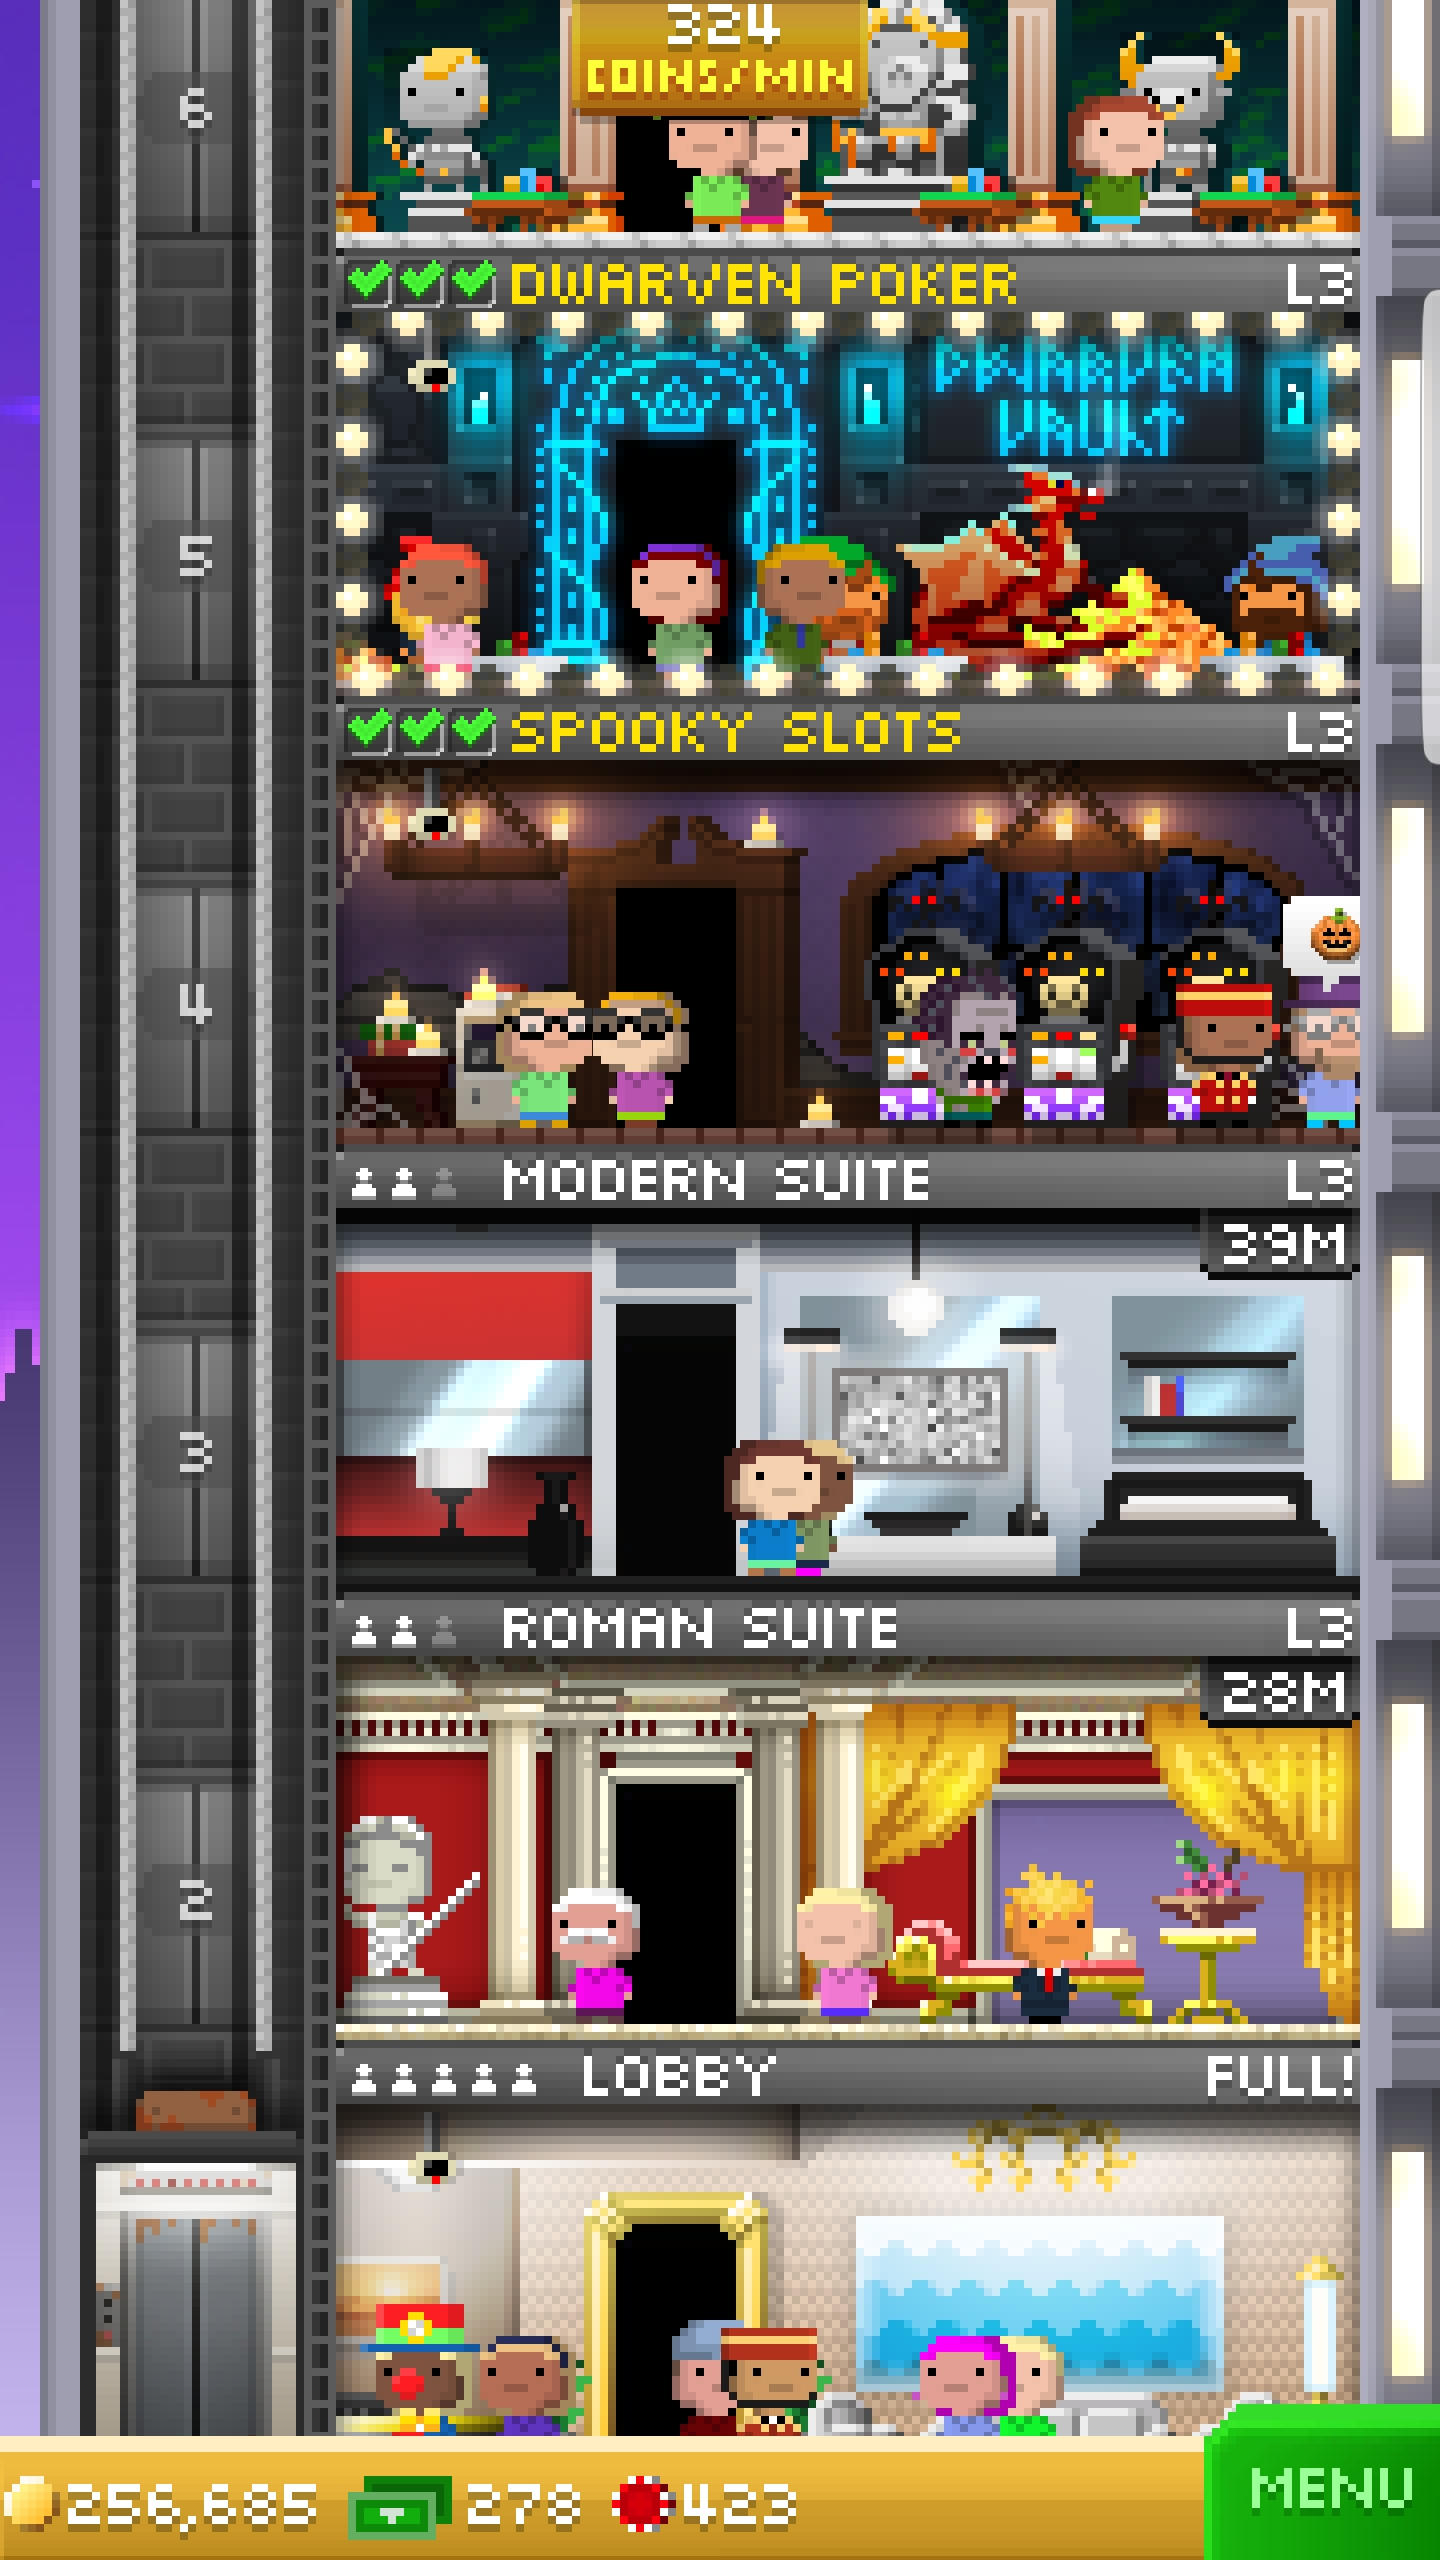 324
COINS/MIN
6
DWARVEN POKER L3
DWARVEN
VAULT
5
SPOOKY SLOTS L3
4
MODERN SUITE L3
39M
3
ROMAN SUITE L3
28M
2
LOBBY FULL!
256,685 278 423 MENU